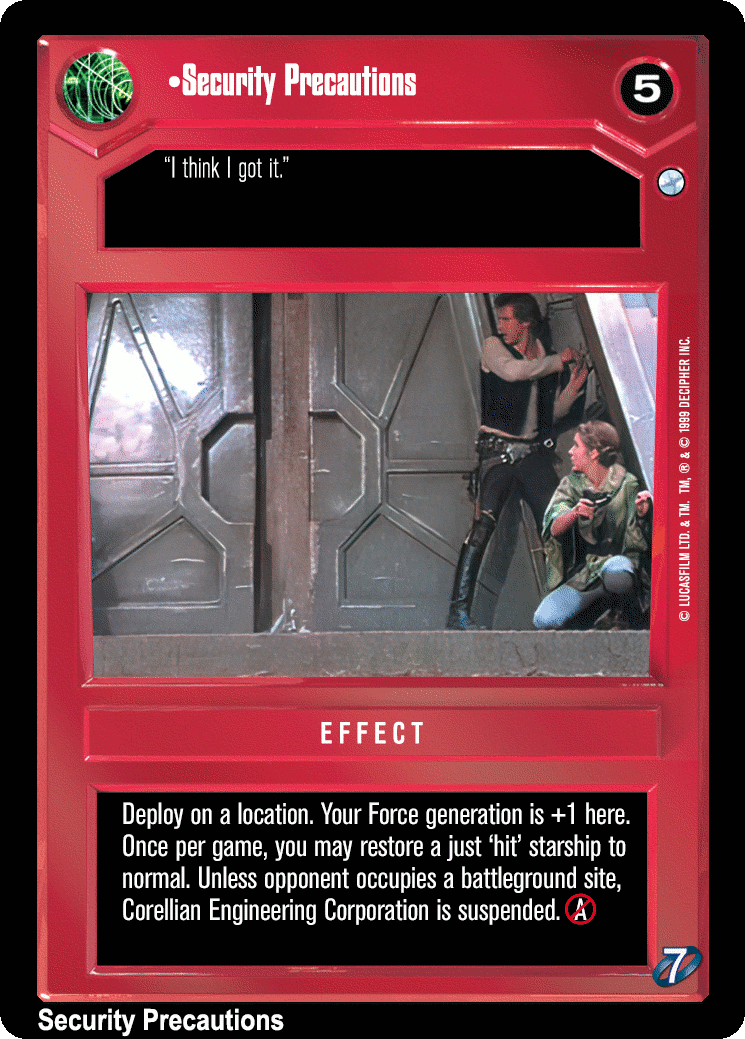 •Security Precautions
5
“I think I got it.”
© LUCASFILM LTD. & TM. TM, ® & © 1999 DECIPHER INC.
EFFECT
Deploy on a location. Your Force generation is +1 here.
Once per game, you may restore a just ‘hit’ starship to
normal. Unless opponent occupies a battleground site,
Corellian Engineering Corporation is suspended. A
7
Security Precautions